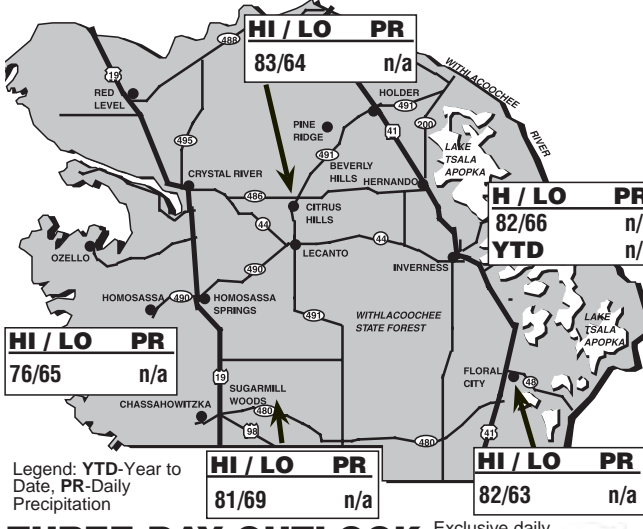 HI / LO PR
83/64 n/a
488
19
RED
LEVEL
WITHLACOOCHEE
RIVER
HOLDER
491
200
41
PINE
RIDGE
495
491
LAKE
TSALA
APOPKA
BEVERLY
HILLS
HERNANDO
CRYSTAL RIVER
486
CITRUS
HILLS
H / LO PR
82/66 n/
YTD n/
44
44
OZELLO
LECANTO
INVERNESS
490
HOMOSASSA
490
HOMOSASSA
SPRINGS
491
WITHLACOOCHEE
STATE FOREST
LAKE
TSALA
APOPKA
HI / LO PR
76/65 n/a
19
FLORAL
CITY
48
SUGARMILL
WOODS
CHASSAHOWITZKA
480
98
480
41
Legend: YTD-Year to
Date, PR-Daily
Precipitation
HI / LO PR
81/69 n/a
HI / LO PR
82/63 n/a
THREE DAY OUTLOOK
Exclusive daily